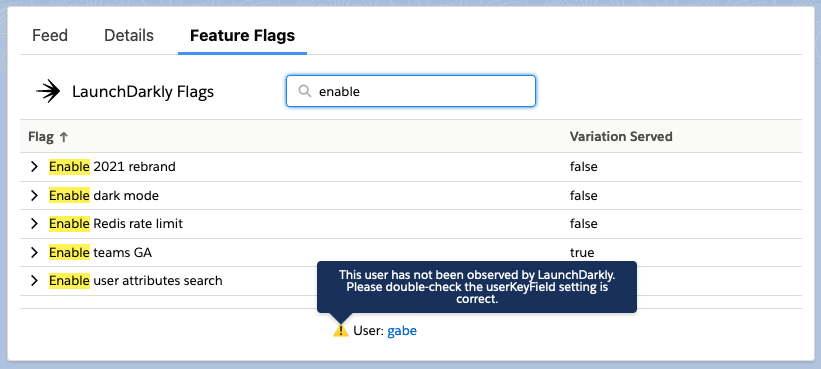 Feed Details Feature Flags
LaunchDarkly Flags enable
Flag Variation Served
Enable 2021 rebrand false
Enable dark mode false
Enable Redis rate limit false
Enable teams GA true
Enable user attributes search
This user has not been observed by LaunchDarkly.
Please double-check the userKeyField setting is
correct.
User: gabe